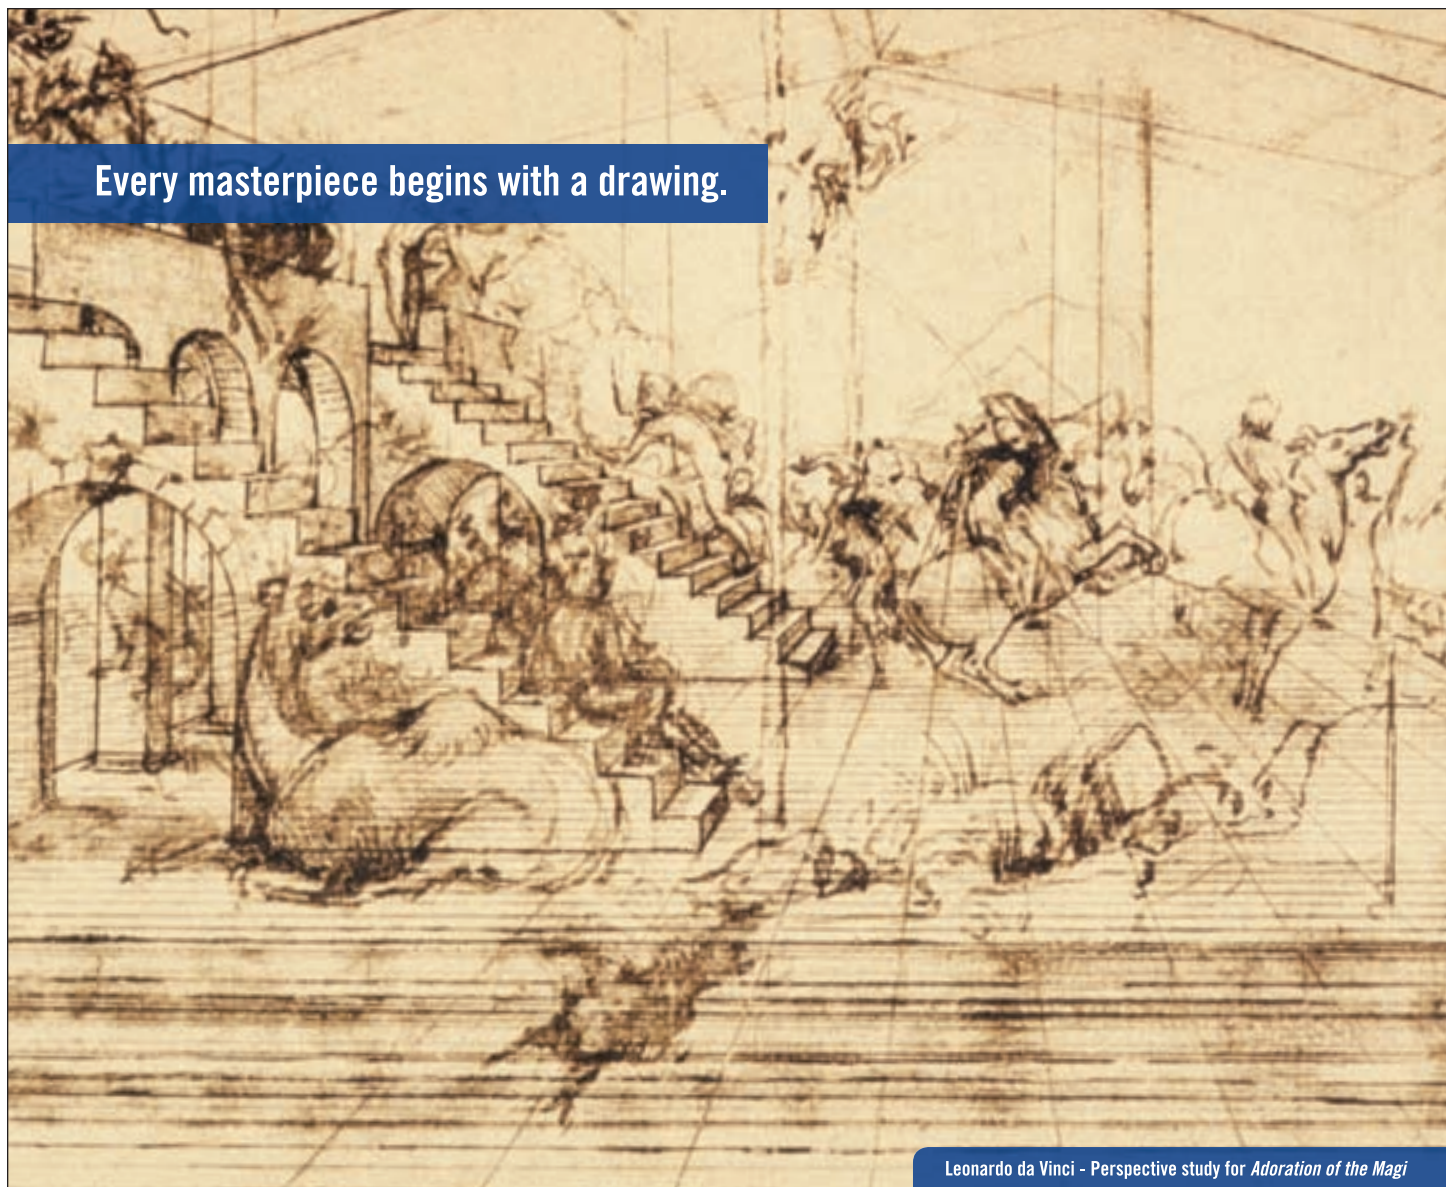 Every masterpiece begins with a drawing.
Leonardo da Vinci - Perspective study for Adoration of the Magi